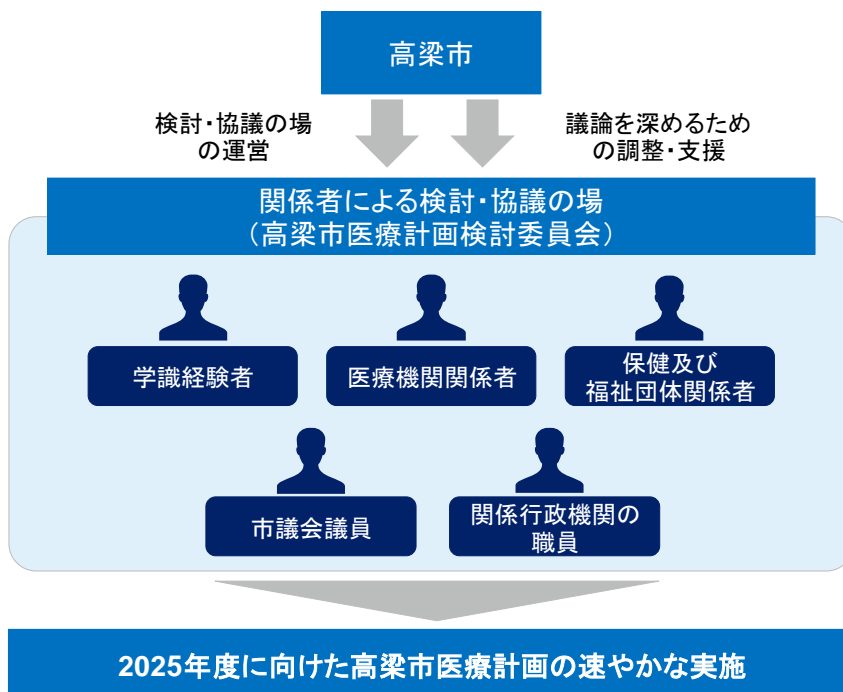 高梁市
検討・協議の場
の運営
議論を深めるため
の調整・支援
関係者による検討・協議の場
（高梁市医療計画検討委員会）
学識経験者
医療機関関係者
保健及び
福祉団体関係者
市議会議員
関係行政機関の
職員
2025年度に向けた高梁市医療計画の速やかな実施